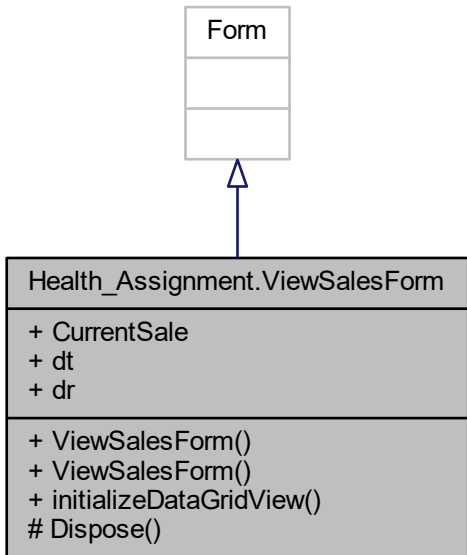 Form
Health_Assignment.ViewSalesForm
+ CurrentSale
+ dt
+ dr
+ ViewSalesForm()
+ ViewSalesForm()
+ initializeDataGridView()
# Dispose()